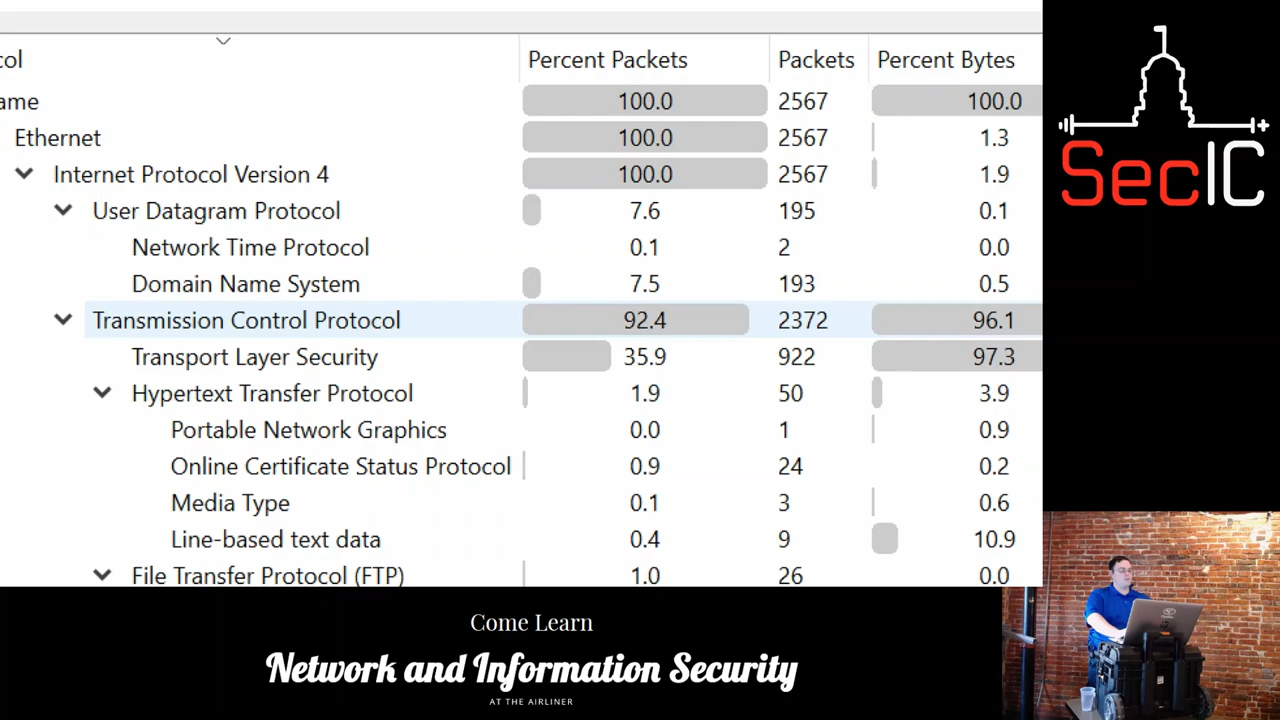 col Percent Packets Packets Percent Bytes
ame 100.0 2567 100.0
Ethernet 100.0 2567 1.3
Internet Protocol Version 4 100.0 2567 1.9
User Datagram Protocol 7.6 195 0.1
Network Time Protocol 0.1 2 0.0
Domain Name System 7.5 193 0.5
Transmission Control Protocol 92.4 2372 96.1
Transport Layer Security 35.9 922 97.3
Hypertext Transfer Protocol 1.9 50 3.9
Portable Network Graphics 0.0 1 0.9
Online Certificate Status Protocol 0.9 24 0.2
Media Type 0.1 3 0.6
Line-based text data 0.4 9 10.9
File Transfer Protocol (FTP) 1.0 26 0.0
SecIC
Come Learn
Network and Information Security
AT THE AIRLINER